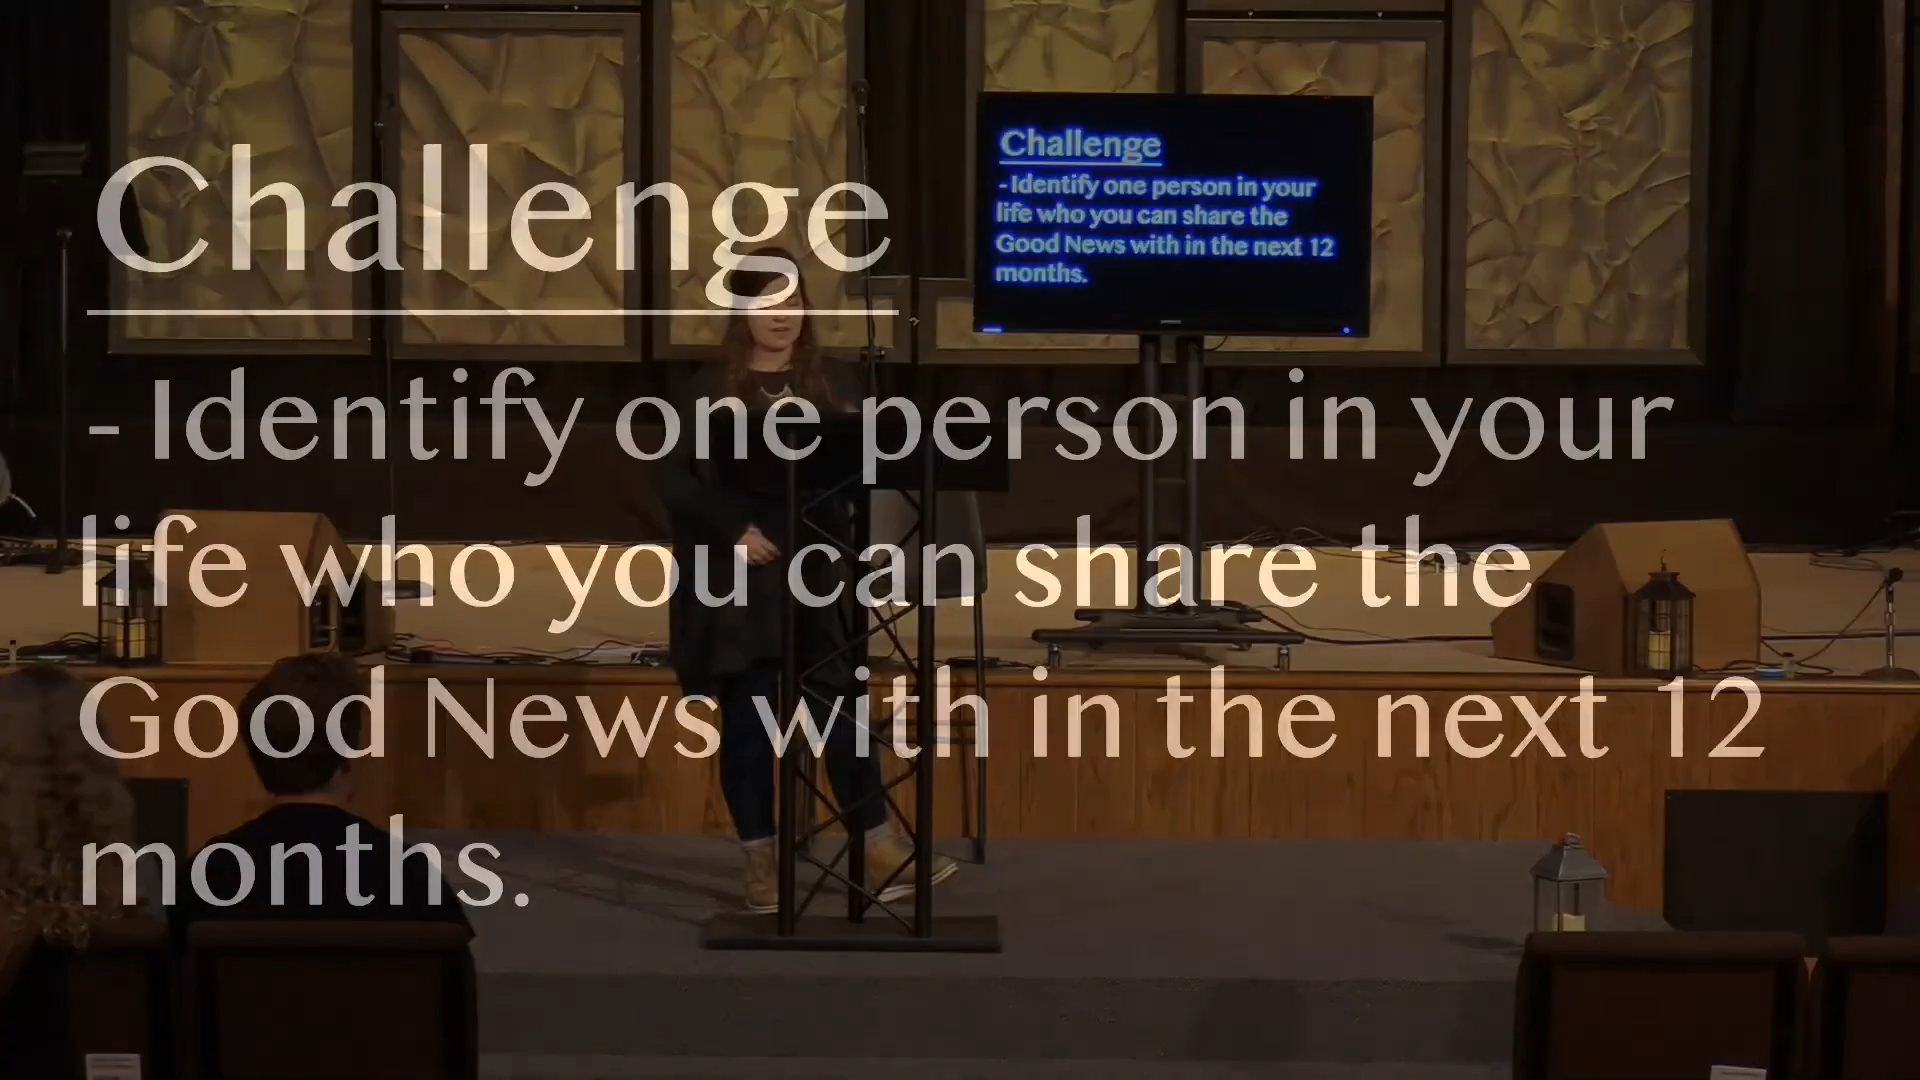 Challenge
- Identify one person in your
life who you can share the
Good News with in the next 12
months.
Challenge
-Identify one person in your
life who you can share the
Good News with in the next 12
months.